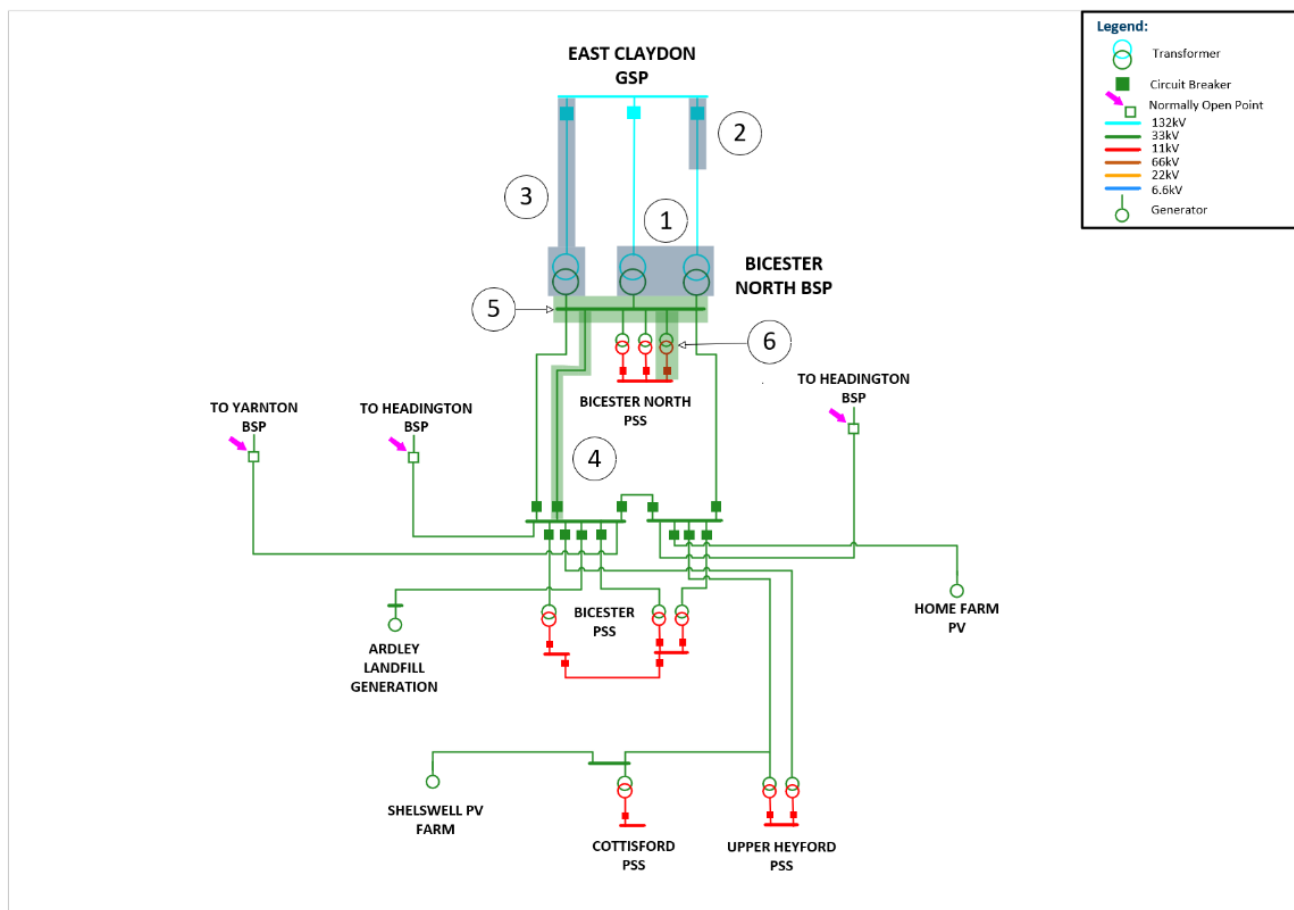 Legend:
Transformer
Circuit Breaker
Normally Open Point
132kV
33kV
11kV
66kV
22kV
6.6kV
Generator
EAST CLAYDON
GSP
2
3
1
BICESTER
NORTH BSP
5
6
BICESTER NORTH
PSS
TO HEADINGTON
BSP
TO YARNTON
BSP
TO HEADINGTON
BSP
4
ARDLEY
LANDFILL
GENERATION
BICESTER
PSS
HOME FARM
PV
SHELSWELL PV
FARM
COTTISFORD
PSS
UPPER HEYFORD
PSS